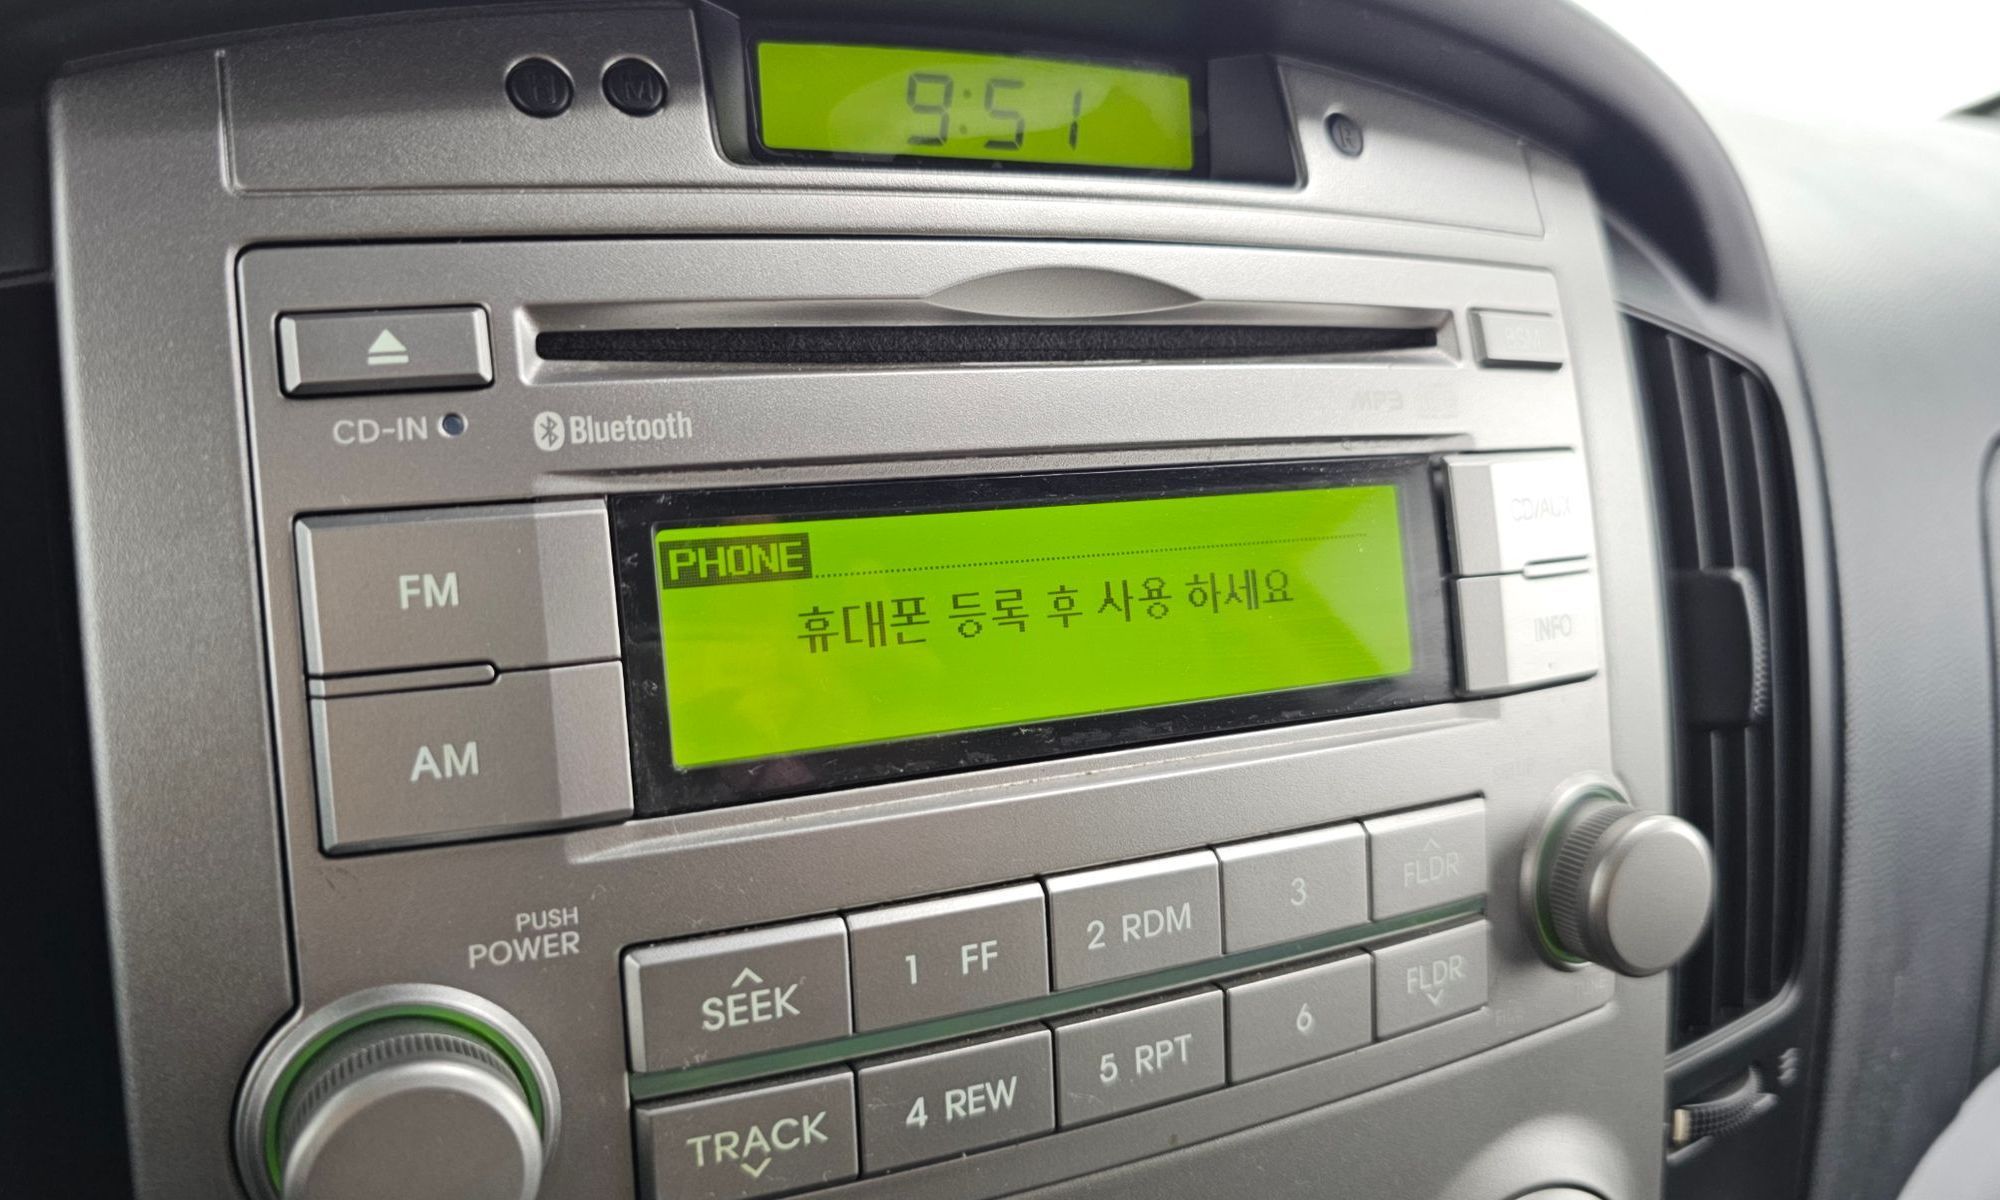 H M
9:51
R
CD-IN
Bluetooth
MP3
FM
AM
PHONE
휴대폰 등록 후 사용 하세요
CD/AUX
INFO
PUSH
POWER
SEEK
1 FF
2 RDM
3
FLDR
TRACK
4 REW
5 RPT
6
FLDR